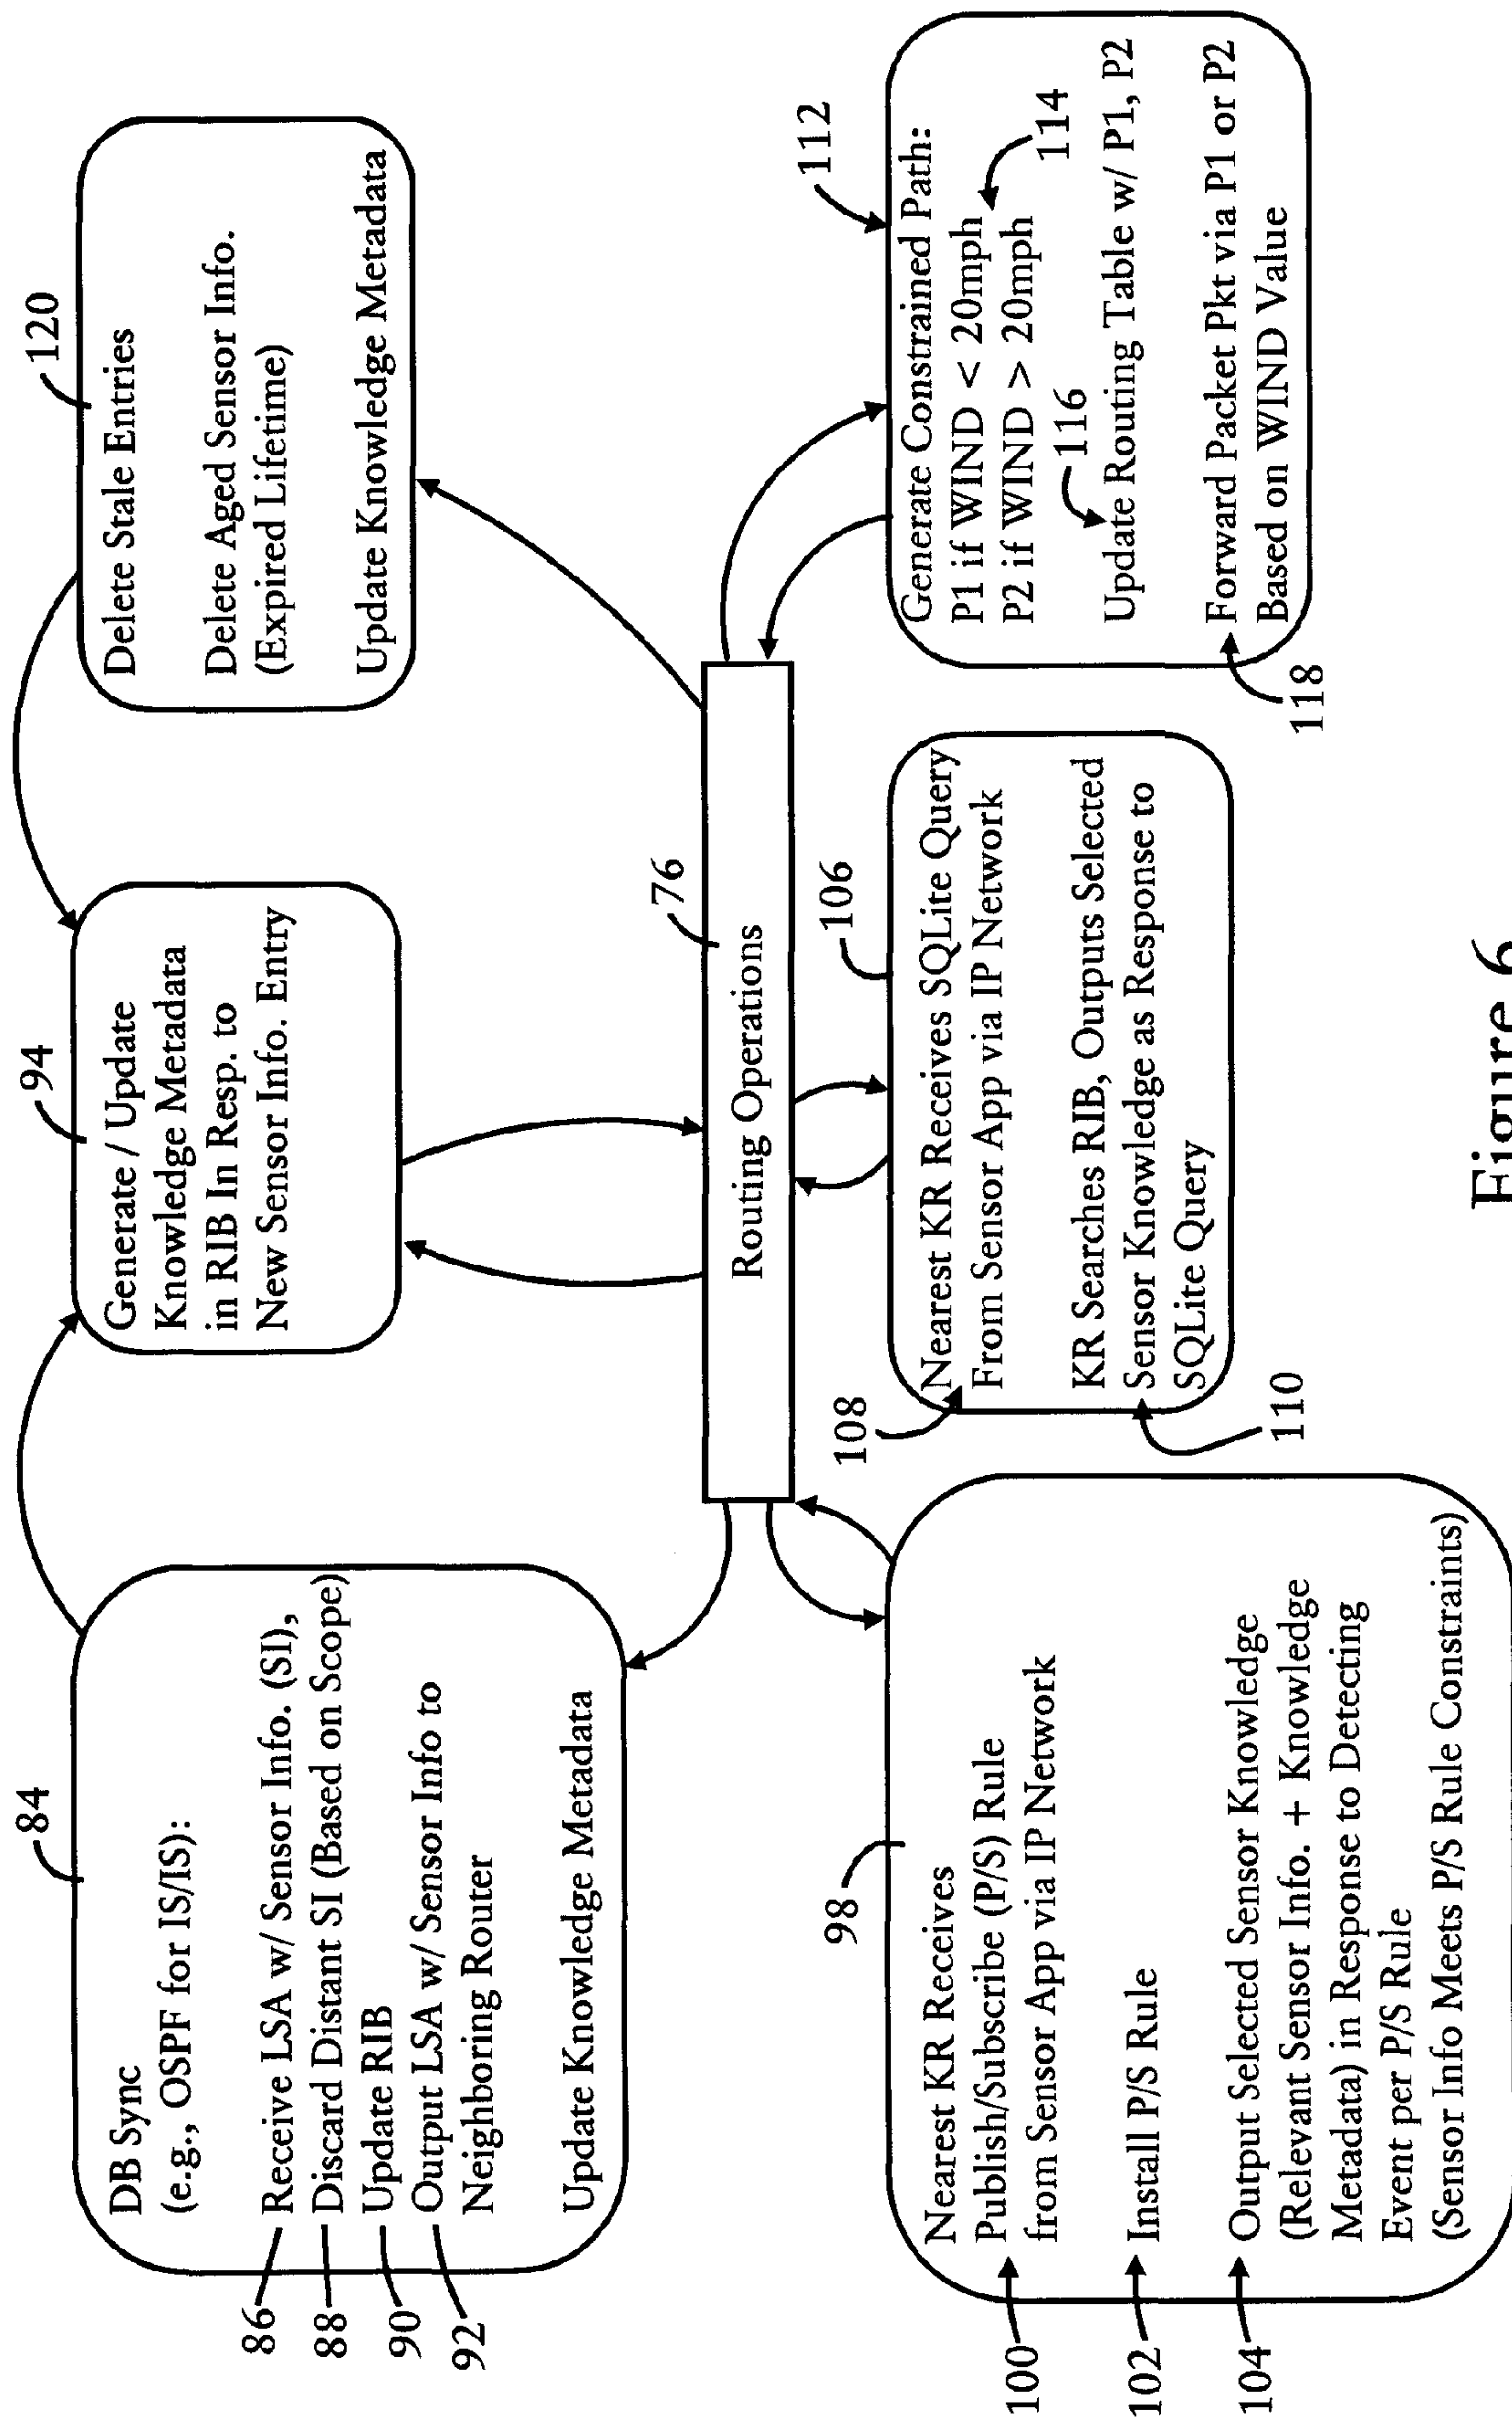 84
DB Sync
(e.g., OSPF for IS/IS):
86
Receive LSA w/ Sensor Info. (SI),
88
Discard Distant SI (Based on Scope)
90
Update RIB
92
Output LSA w/ Sensor Info to
Neighboring Router
Update Knowledge Metadata
94
Generate / Update
Knowledge Metadata
in RIB In Resp. to
New Sensor Info. Entry
120
Delete Stale Entries
Delete Aged Sensor Info.
(Expired Lifetime)
Update Knowledge Metadata
76
Routing Operations
98
Nearest KR Receives
100
Publish/Subscribe (P/S) Rule
from Sensor App via IP Network
102
Install P/S Rule
104
Output Selected Sensor Knowledge
(Relevant Sensor Info. + Knowledge
Metadata) in Response to Detecting
Event per P/S Rule
(Sensor Info Meets P/S Rule Constraints)
106
108
Nearest KR Receives SQLite Query
From Sensor App via IP Network
KR Searches RIB, Outputs Selected
Sensor Knowledge as Response to
SQLite Query
110
112
Generate Constrained Path:
P1 if WIND < 20mph
P2 if WIND > 20mph
114
116
Update Routing Table w/ P1, P2
Forward Packet Pkt via P1 or P2
Based on WIND Value
118
Figure 6